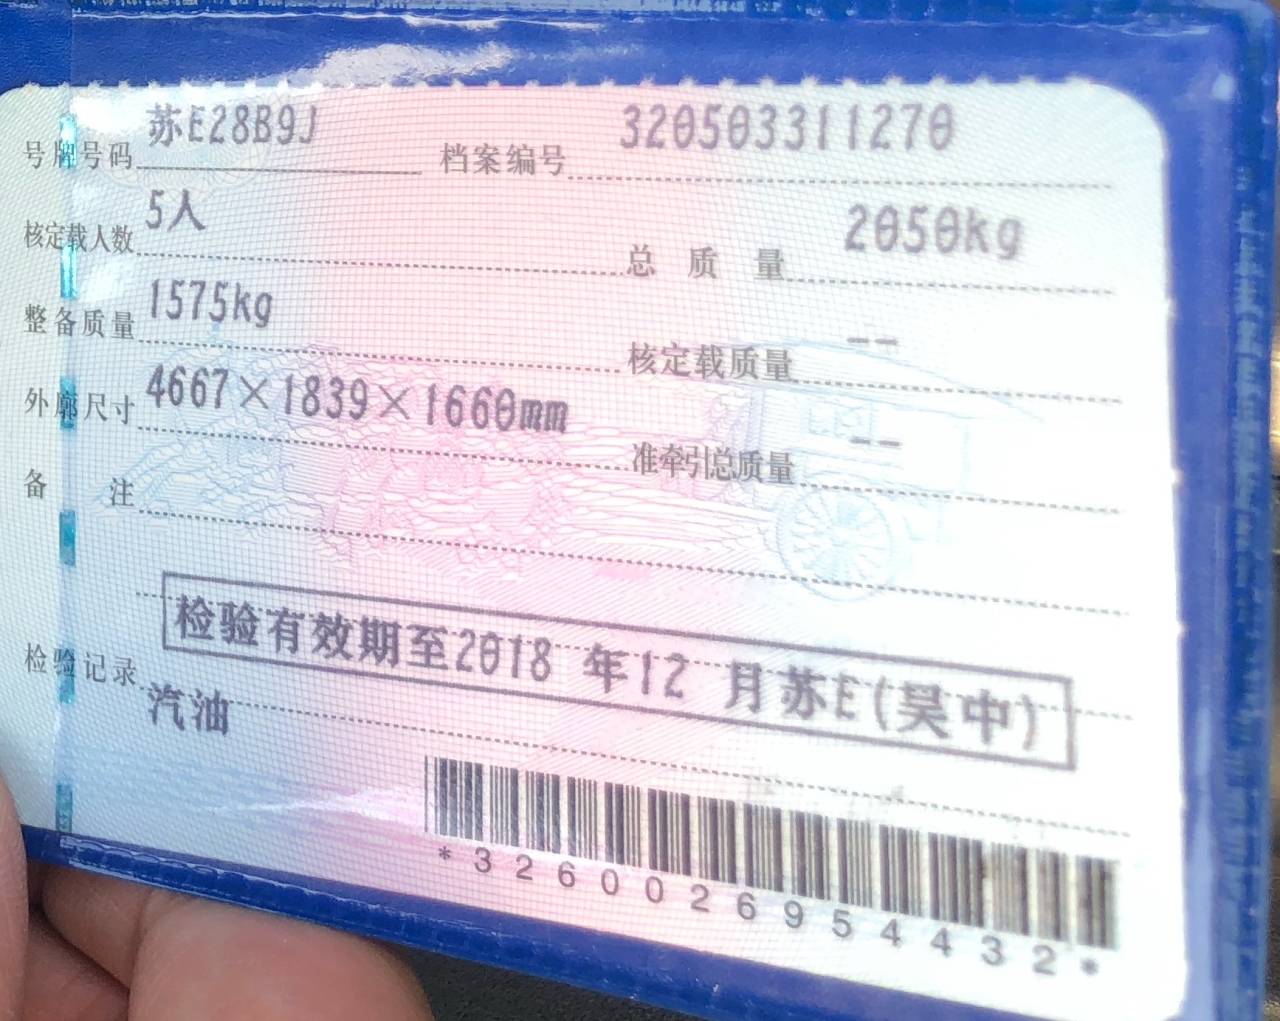 号牌号码 苏E28B9J 档案编号 320503311270
核定载人数 5人 总质量 2050kg
整备质量 1575kg 核定载质量 --
外廓尺寸 4667×1839×1660mm 准牵引总质量 --
备注
检验记录 检验有效期至2018 年12 月苏E(吴中)
汽油
*3260026954432*